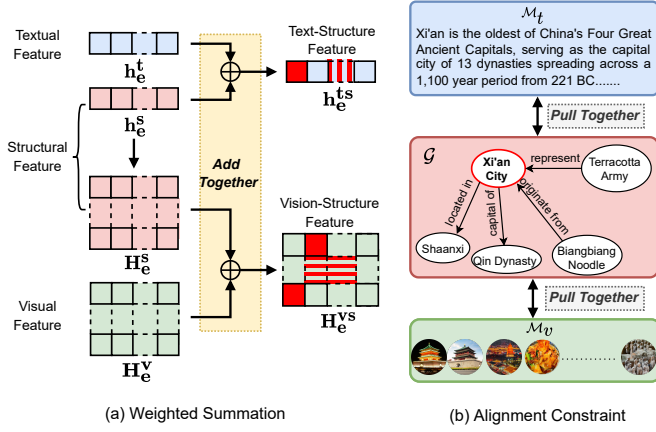 Textual
Feature
h_e^t
h_e^s
Structural
Feature
H_e^s
Visual
Feature
H_e^v
Add
Together
Text-Structure
Feature
h_e^ts
Vision-Structure
Feature
H_e^vs
(a) Weighted Summation
M_t
Xi'an is the oldest of China's Four Great
Ancient Capitals, serving as the capital
city of 13 dynasties spreading across a
1,100 year period from 221 BC.......
Pull Together
G
Xi'an
City
represent
Terracotta
Army
located in
capital of
originate from
Shaanxi
Qin Dynasty
Biangbiang
Noodle
Pull Together
M_v
(b) Alignment Constraint